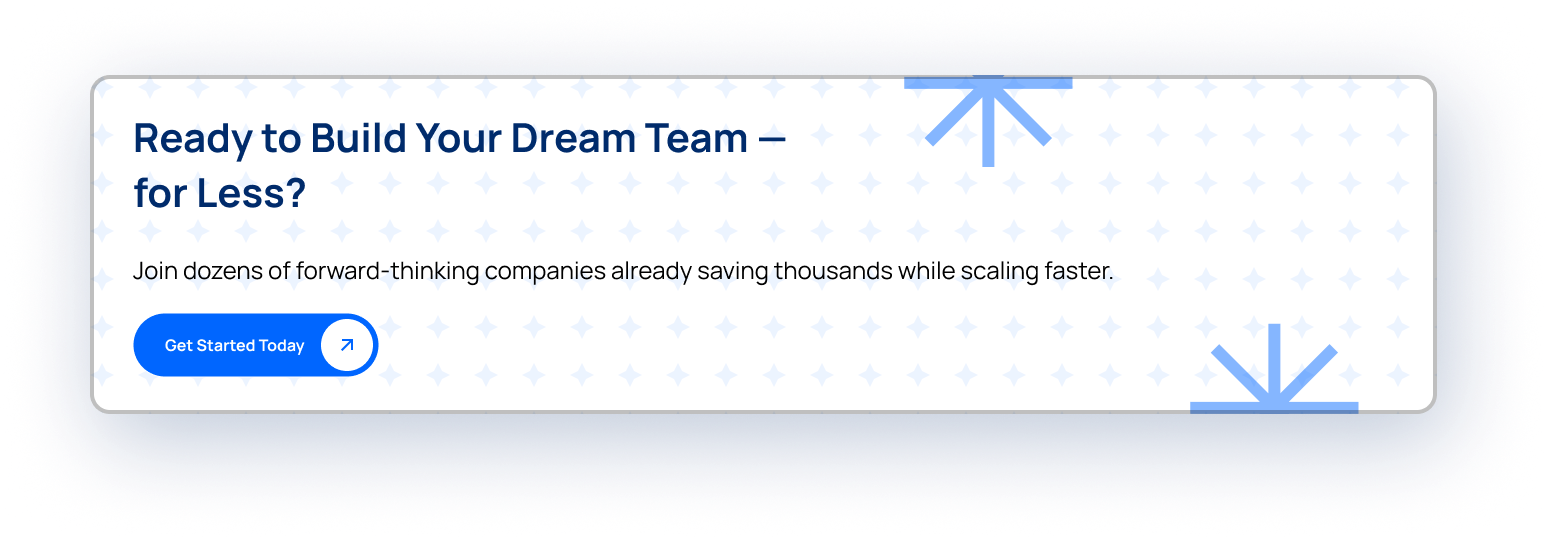 Ready to Build Your Dream Team —
for Less?
Join dozens of forward-thinking companies already saving thousands while scaling faster.
Get Started Today